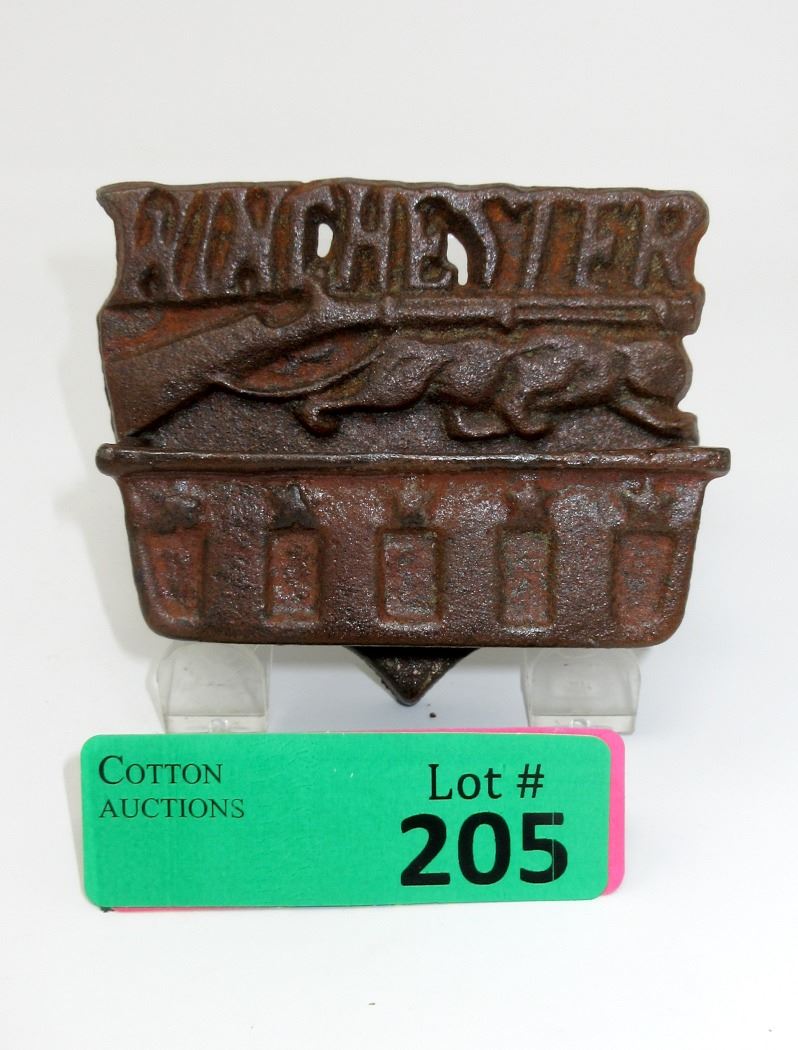 WINCHESTER
COTTON
AUCTIONS
Lot #
205